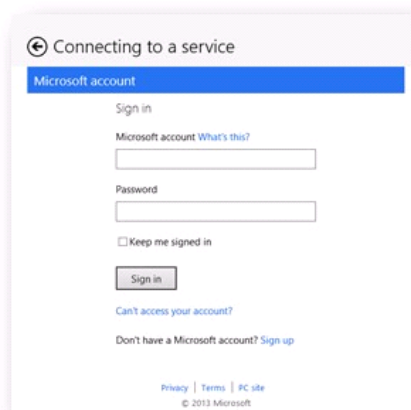 Connecting to a service
Microsoft account
Sign in
Microsoft account What's this?
Password
Keep me signed in
Sign in
Can't access your account?
Don't have a Microsoft account? Sign up
Privacy | Terms | PC site
© 2013 Microsoft